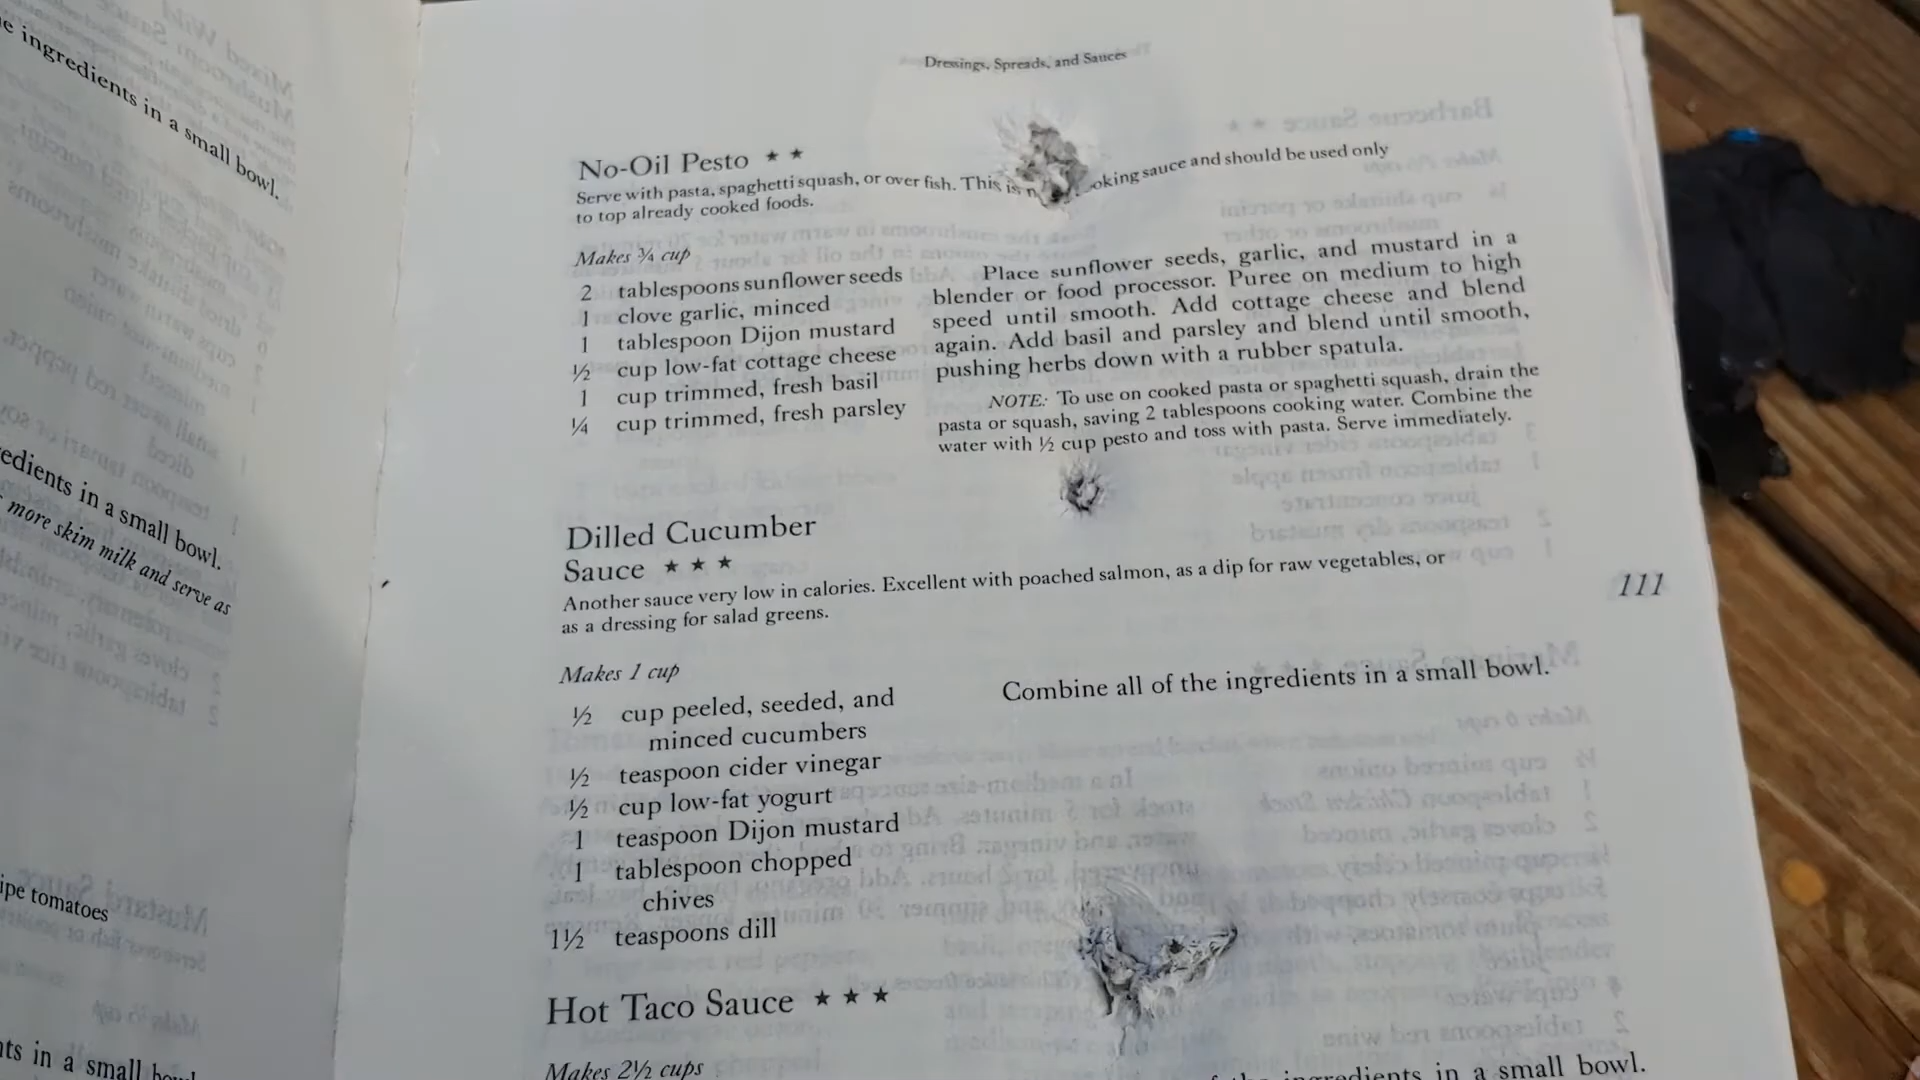 e ingredients in a small bowl.
edients in a small bowl.
more skim milk and serve as
ipe tomatoes
nts in a small bowl.
Dressings, Spreads, and Sauces
No-Oil Pesto ★ ★
Serve with pasta, spaghetti squash, or over fish. This is n oking sauce and should be used only
to top already cooked foods.
Makes ¾ cup
2 tablespoons sunflower seeds
1 clove garlic, minced
1 tablespoon Dijon mustard
½ cup low-fat cottage cheese
1 cup trimmed, fresh basil
¼ cup trimmed, fresh parsley
Place sunflower seeds, garlic, and mustard in a
blender or food processor. Puree on medium to high
speed until smooth. Add cottage cheese and blend
again. Add basil and parsley and blend until smooth,
pushing herbs down with a rubber spatula.
NOTE: To use on cooked pasta or spaghetti squash, drain the
pasta or squash, saving 2 tablespoons cooking water. Combine the
water with ½ cup pesto and toss with pasta. Serve immediately.
Dilled Cucumber
Sauce ★ ★ ★
Another sauce very low in calories. Excellent with poached salmon, as a dip for raw vegetables, or
as a dressing for salad greens.
111
Makes 1 cup
½ cup peeled, seeded, and
minced cucumbers
½ teaspoon cider vinegar
½ cup low-fat yogurt
1 teaspoon Dijon mustard
1 tablespoon chopped
chives
1½ teaspoons dill
Combine all of the ingredients in a small bowl.
Hot Taco Sauce ★ ★ ★
Makes 2½ cups
the ingredients in a small bowl.